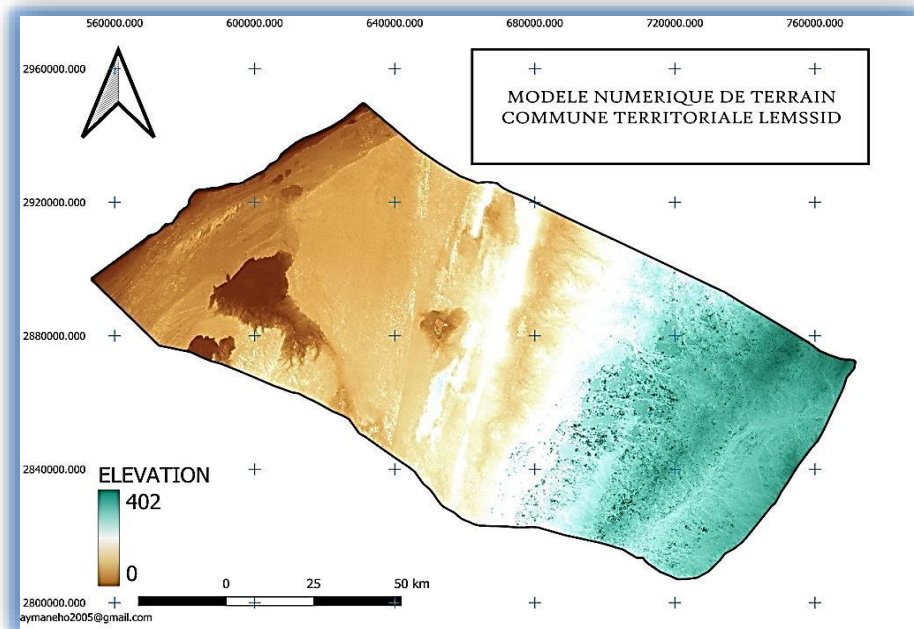 560000.000 600000.000 640000.000 680000.000 720000.000 760000.000
2960000.000
MODELE NUMERIQUE DE TERRAIN
COMMUNE TERRITORIALE LEMSSID
2920000.000
2880000.000
2840000.000
ELEVATION
402
0
0 25 50 km
2800000.000
aymaneho2005@gmail.com